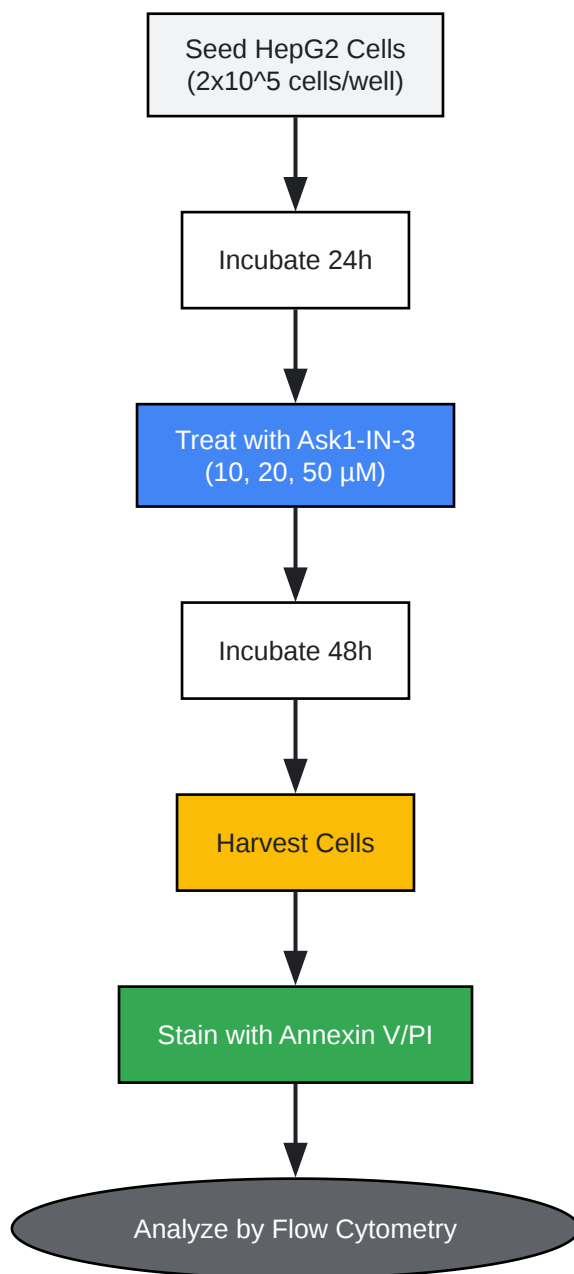 Seed HepG2 Cells
(2x10^5 cells/well)
Incubate 24h
Treat with Ask1-IN-3
(10, 20, 50 µM)
Incubate 48h
Harvest Cells
Stain with Annexin V/PI
Analyze by Flow Cytometry